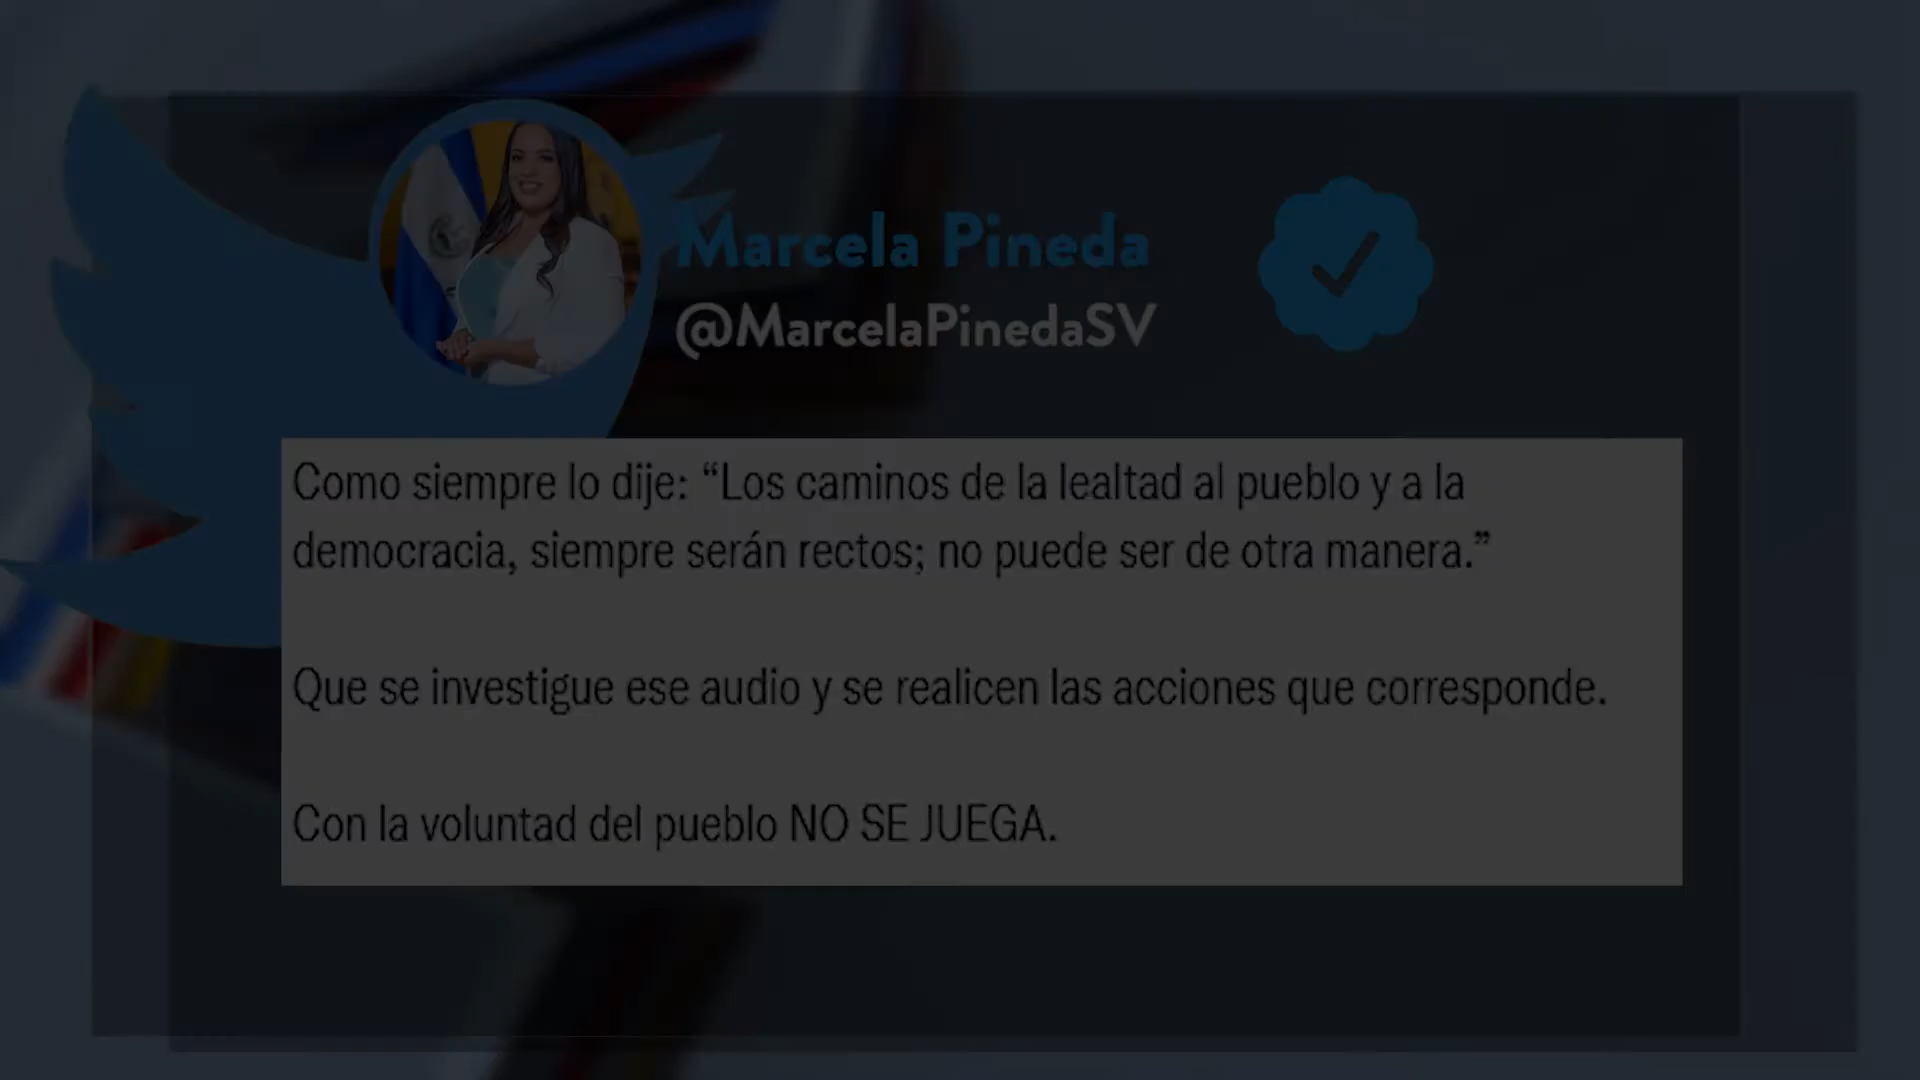 Marcela Pineda
@MarcelaPinedaSV
Como siempre lo dije: “Los caminos de la lealtad al pueblo y a la
democracia, siempre serán rectos; no puede ser de otra manera.”
Que se investigue ese audio y se realicen las acciones que corresponde.
Con la voluntad del pueblo NO SE JUEGA.